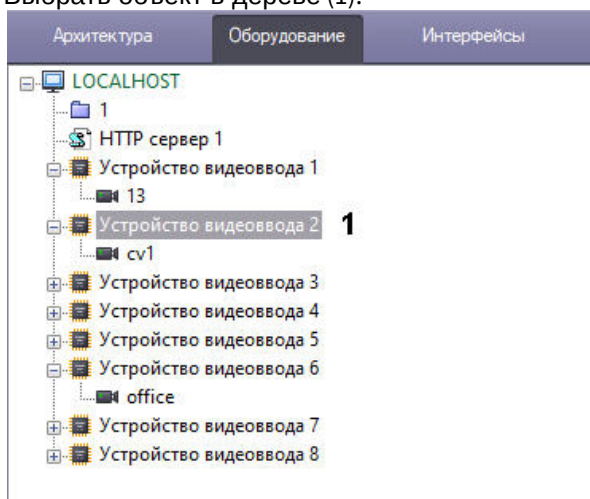 Выбрать объект в дереве (1).
Архитектура Оборудование Интерфейсы
LOCALHOST
1
HTTP сервер 1
Устройство видеоввода 1
13
Устройство видеоввода 2 1
cv1
Устройство видеоввода 3
Устройство видеоввода 4
Устройство видеоввода 5
Устройство видеоввода 6
office
Устройство видеоввода 7
Устройство видеоввода 8